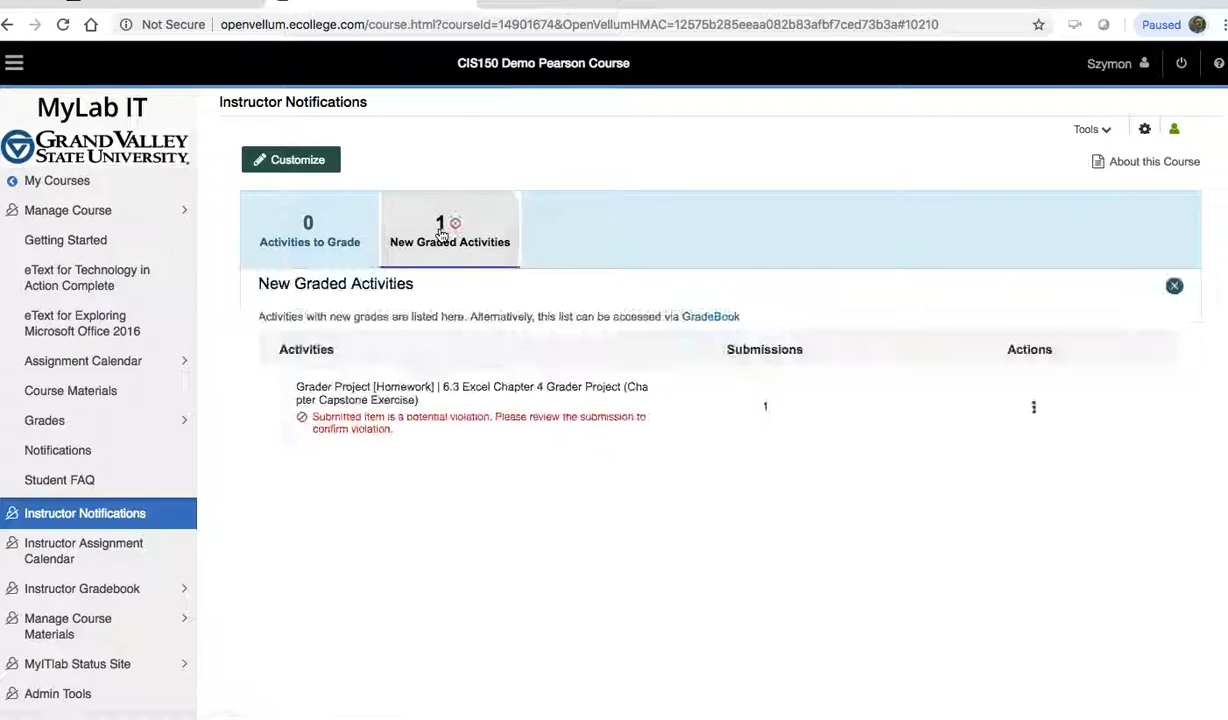 Not Secure openvellum.ecollege.com/course.html?courseId=14901674&OpenVellumHMAC=12575b285eeaa082b83afbf7ced73b3a#10210 Paused
CIS150 Demo Pearson Course
Szymon
MyLab IT
GRAND VALLEY
STATE UNIVERSITY
My Courses
Manage Course
Getting Started
eText for Technology in
Action Complete
eText for Exploring
Microsoft Office 2016
Assignment Calendar
Course Materials
Grades
Notifications
Student FAQ
Instructor Notifications
Instructor Assignment
Calendar
Instructor Gradebook
Manage Course
Materials
MyITlab Status Site
Admin Tools
Instructor Notifications
Tools
Customize
About this Course
0
Activities to Grade
1
New Graded Activities
New Graded Activities
Activities with new grades are listed here. Alternatively, this list can be accessed via GradeBook
Activities Submissions Actions
Grader Project [Homework] | 6.3 Excel Chapter 4 Grader Project (Cha
pter Capstone Exercise)
Submitted item is a potential violation. Please review the submission to
confirm violation.
1